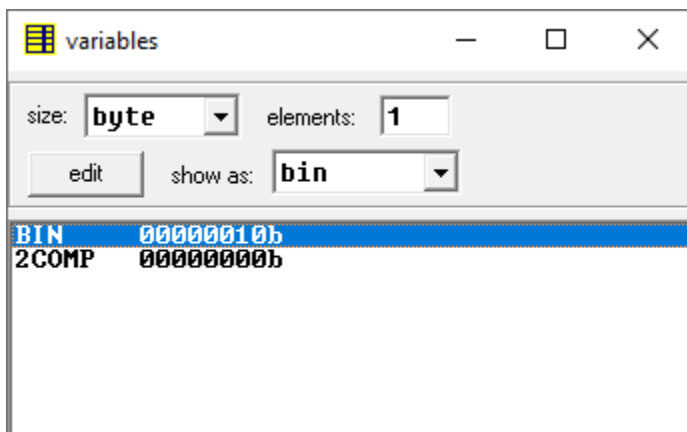 variables
size: byte elements: 1
edit show as: bin
BIN 00000010b
2COMP 00000000b